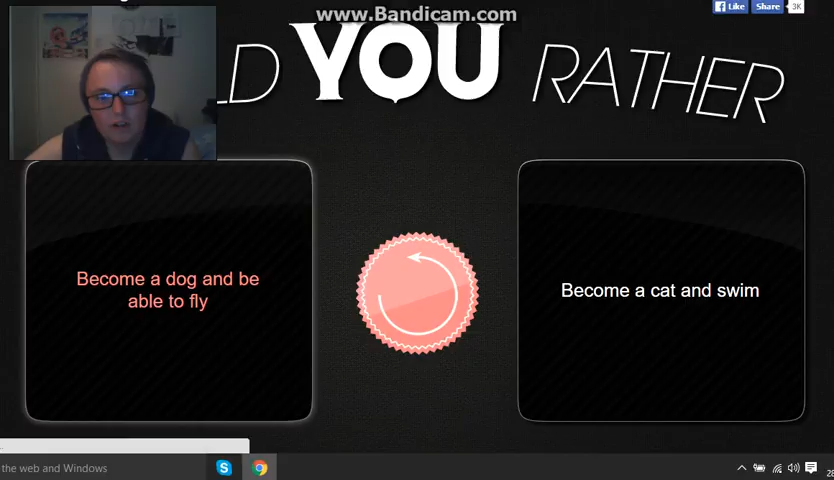 www.Bandicam.com
Like Share 3K
LD YOU RATHER
Become a dog and be
able to fly
Become a cat and swim
the web and Windows
28